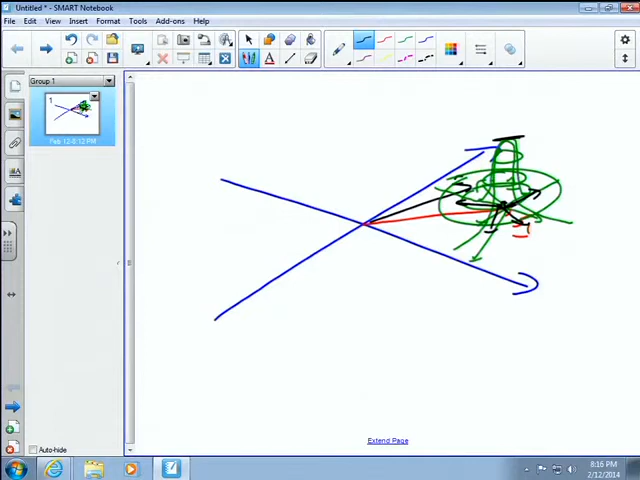 Untitled * - SMART Notebook
File Edit View Insert Format Tools Add-ons Help
Group 1
1
Feb 12-8:12 PM
Auto-hide
Extend Page
8:16 PM
2/12/2014